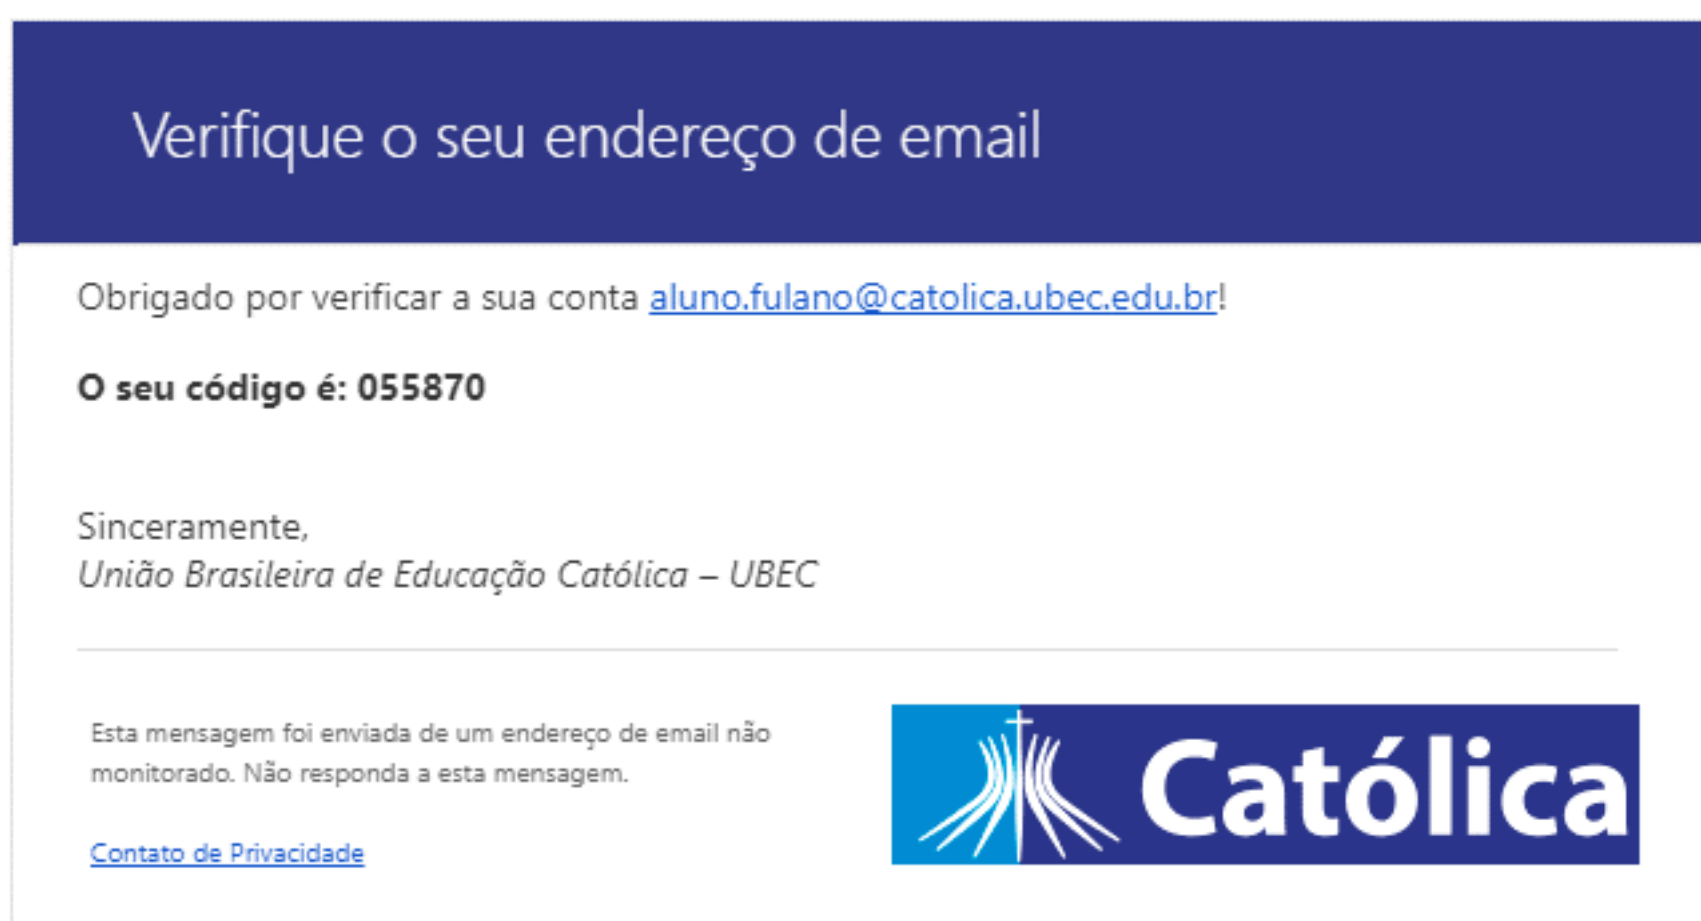 Verifique o seu endereço de email
Obrigado por verificar a sua conta aluno.fulano@catolica.ubec.edu.br!
O seu código é: 055870
Sinceramente,
União Brasileira de Educação Católica – UBEC
Esta mensagem foi enviada de um endereço de email não
monitorado. Não responda a esta mensagem.
Contato de Privacidade
Católica